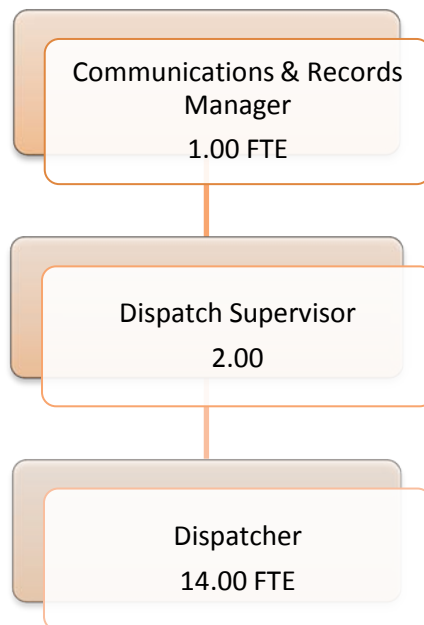 Communications & Records
Manager
1.00 FTE
Dispatch Supervisor
2.00
Dispatcher
14.00 FTE